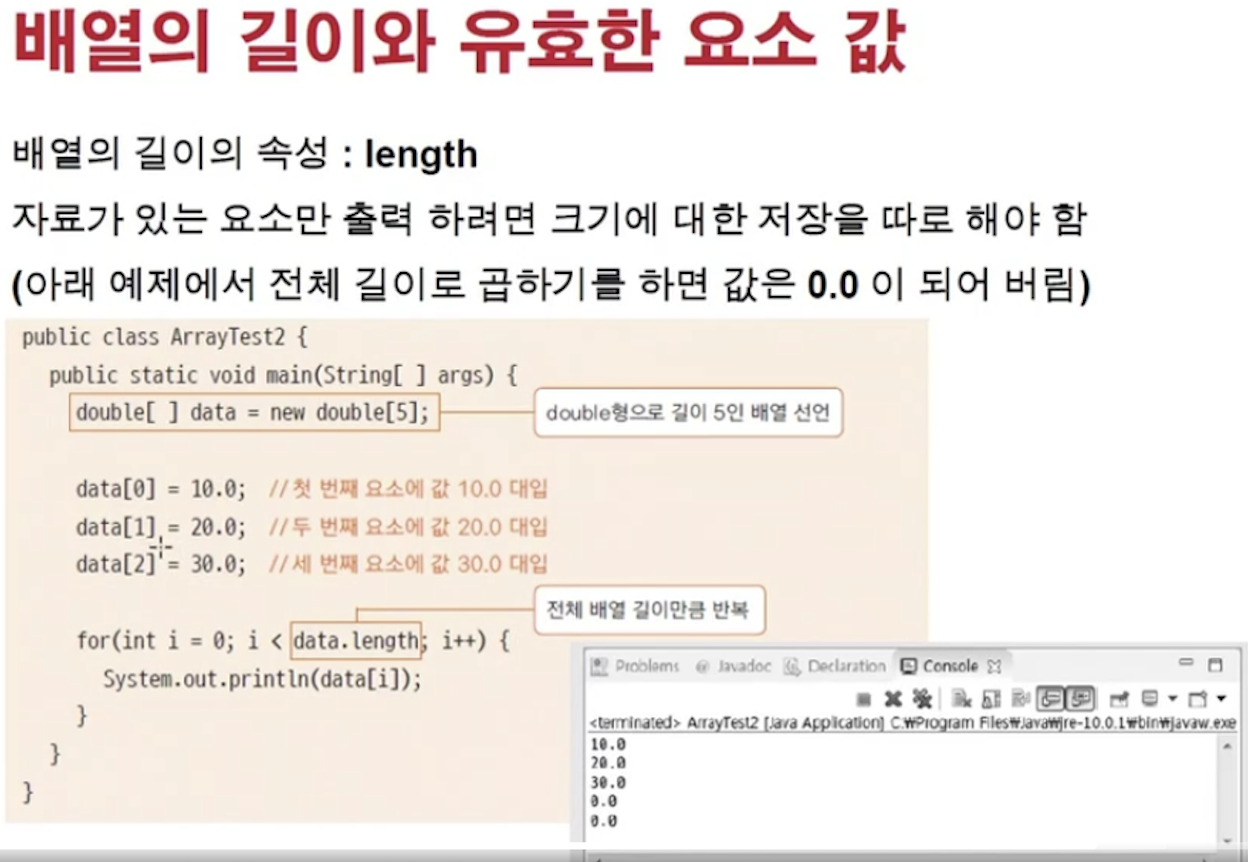 배열의 길이와 유효한 요소 값
배열의 길이의 속성 : length
자료가 있는 요소만 출력 하려면 크기에 대한 저장을 따로 해야 함
(아래 예제에서 전체 길이로 곱하기를 하면 값은 0.0 이 되어 버림)
public class ArrayTest2 {
public static void main(String[ ] args) {
double[ ] data = new double[5];
double형으로 길이 5인 배열 선언
data[0] = 10.0; //첫 번째 요소에 값 10.0 대입
data[1] = 20.0; //두 번째 요소에 값 20.0 대입
data[2] = 30.0; //세 번째 요소에 값 30.0 대입
전체 배열 길이만큼 반복
for(int i = 0; i < data.length; i++) {
System.out.println(data[i]);
}
}
}
Problems @ Javadoc Declaration Console
<terminated> ArrayTest2 [Java Application] C:₩Program Files₩Java₩jre-10.0.1₩bin₩javaw.exe
10.0
20.0
30.0
0.0
0.0